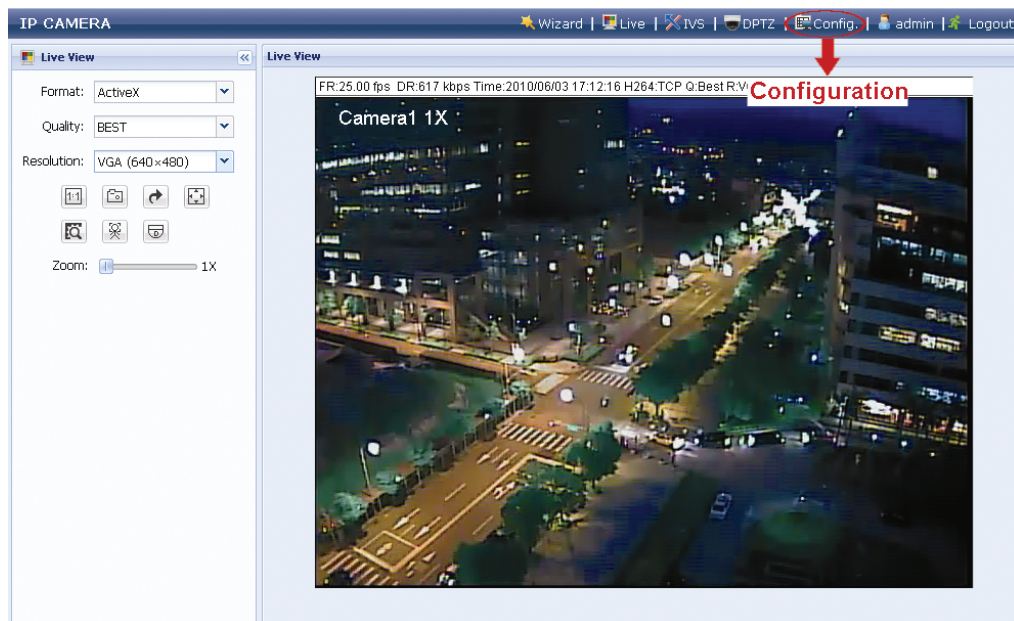 IP CAMERA
Wizard | Live | IVS | DPTZ | Config. | admin | Logout
Live View
Format: ActiveX
Quality: BEST
Resolution: VGA (640×480)
1:1
Zoom: 1X
Live View
FR:25.00 fps DR:617 kbps Time:2010/06/03 17:12:16 H264:TCP Q:Best
Configuration
Camera1 1X